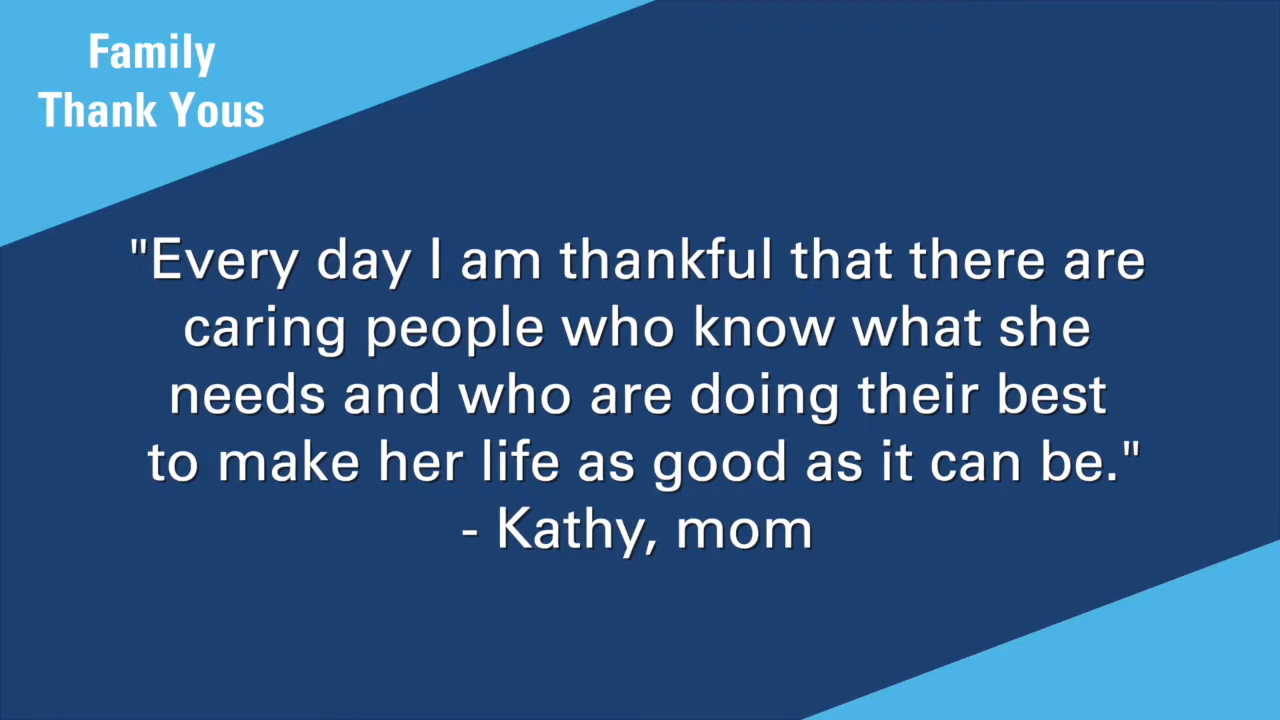 Family
Thank Yous
"Every day I am thankful that there are
caring people who know what she
needs and who are doing their best
to make her life as good as it can be."
- Kathy, mom